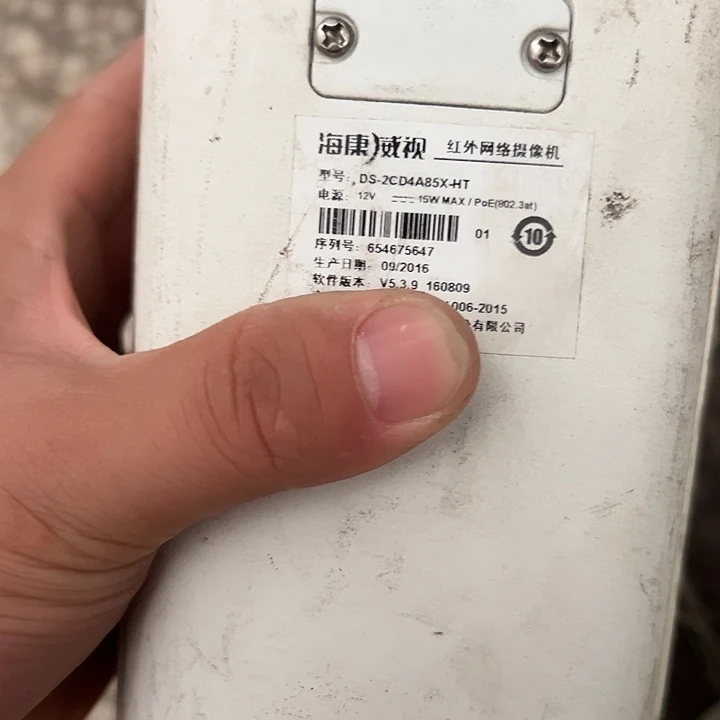 海康威视 红外网络摄像机
型号: DS-2CD4A85X-HT
电源: 12V 15W MAX / PoE(802.3at)
01 10
序列号: 654675647
生产日期: 09/2016
软件版本: V5.3.9 160809
006-2015
有限公司